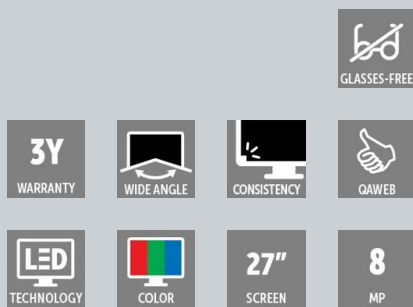 GLASSES-FREE
3Y
WARRANTY
WIDE ANGLE
CONSISTENCY
QAWEB
LED
TECHNOLOGY
COLOR
27"
SCREEN
8
MP